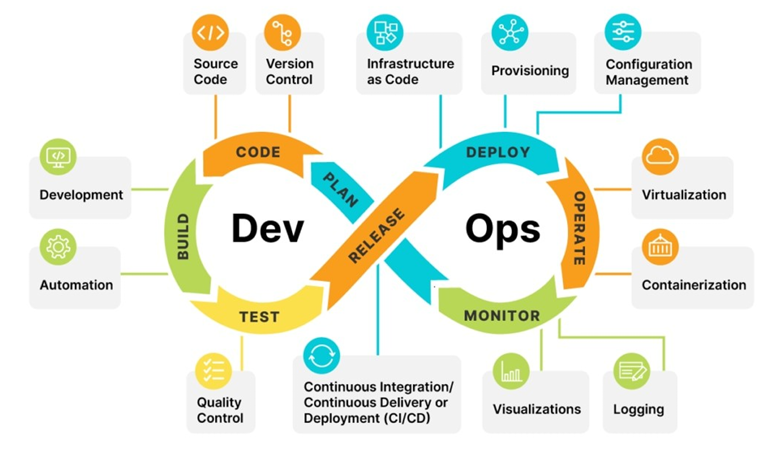 Source
Code
Version
Control
Infrastructure
as Code
Provisioning
Configuration
Management
CODE
PLAN
DEPLOY
Development
BUILD
Dev
RELEASE
Ops
OPERATE
Virtualization
Automation
Containerization
TEST
MONITOR
Quality
Control
Continuous Integration/
Continuous Delivery or
Deployment (CI/CD)
Visualizations
Logging